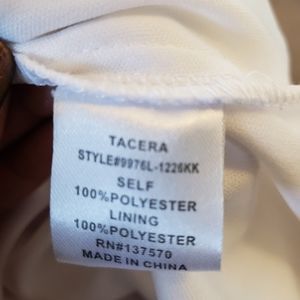 TACERA
STYLE#9976L-1226KK
SELF
100%POLYESTER
LINING
100%POLYESTER
RN#137570
MADE IN CHINA